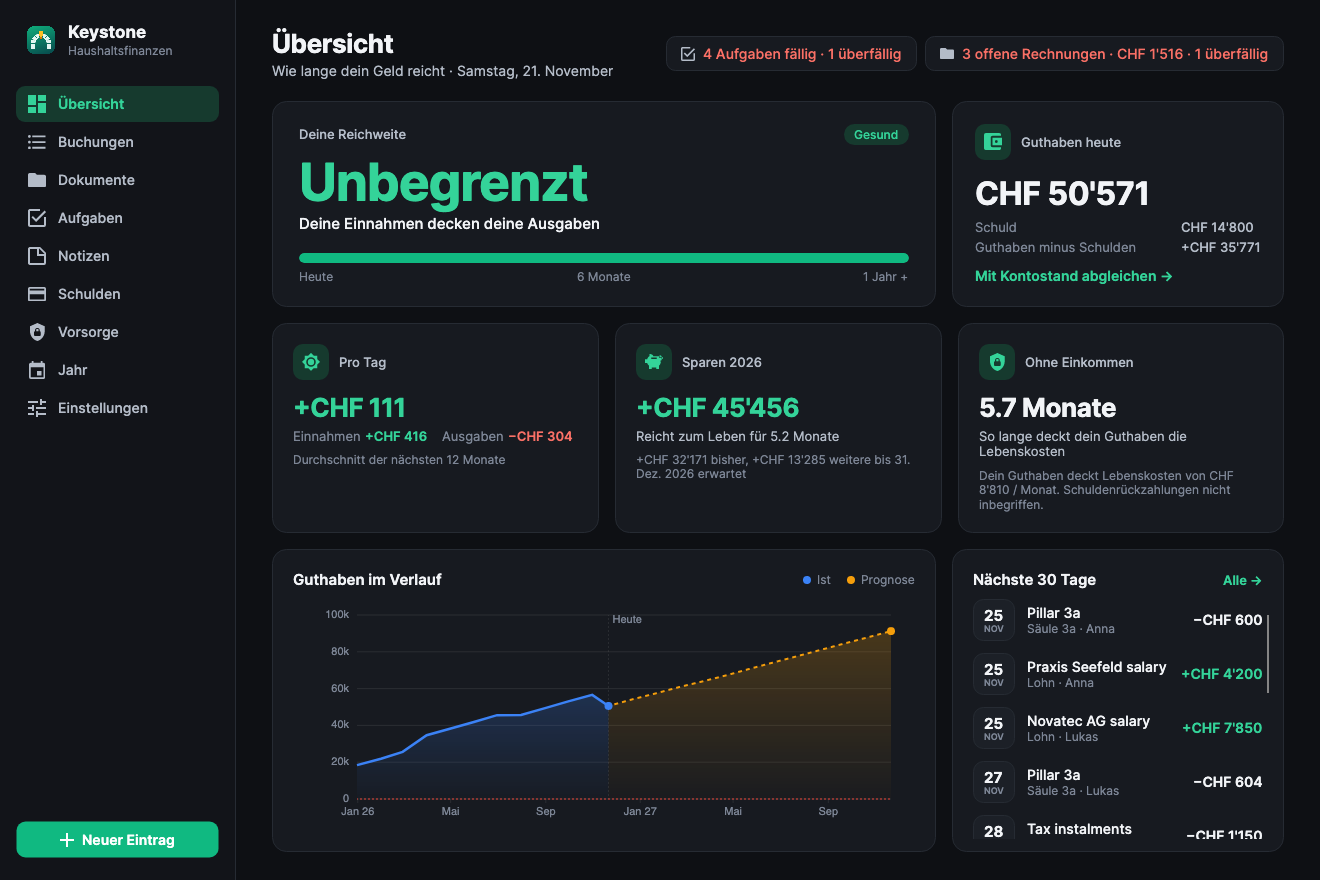 Keystone
Haushaltsfinanzen
Übersicht
Buchungen
Dokumente
Aufgaben
Notizen
Schulden
Vorsorge
Jahr
Einstellungen
Neuer Eintrag
Übersicht
Wie lange dein Geld reicht · Samstag, 21. November
4 Aufgaben fällig · 1 überfällig
3 offene Rechnungen · CHF 1'516 · 1 überfällig
Deine Reichweite
Gesund
Unbegrenzt
Deine Einnahmen decken deine Ausgaben
Heute 6 Monate 1 Jahr +
Guthaben heute
CHF 50'571
Schuld CHF 14'800
Guthaben minus Schulden +CHF 35'771
Mit Kontostand abgleichen →
Pro Tag
+CHF 111
Einnahmen +CHF 416 Ausgaben −CHF 304
Durchschnitt der nächsten 12 Monate
Sparen 2026
+CHF 45'456
Reicht zum Leben für 5.2 Monate
+CHF 32'171 bisher, +CHF 13'285 weitere bis 31.
Dez. 2026 erwartet
Ohne Einkommen
5.7 Monate
So lange deckt dein Guthaben die
Lebenskosten
Dein Guthaben deckt Lebenskosten von CHF
8'810 / Monat. Schuldenrückzahlungen nicht
inbegriffen.
Guthaben im Verlauf
Ist Prognose
100k
Heute
80k
60k
40k
20k
0
Jan 26 Mai Sep Jan 27 Mai Sep
Nächste 30 Tage
Alle →
25 NOV
Pillar 3a
Säule 3a · Anna
−CHF 600
25 NOV
Praxis Seefeld salary
Lohn · Anna
+CHF 4'200
25 NOV
Novatec AG salary
Lohn · Lukas
+CHF 7'850
27 NOV
Pillar 3a
Säule 3a · Lukas
−CHF 604
28
Tax instalments
−CHF 1'150